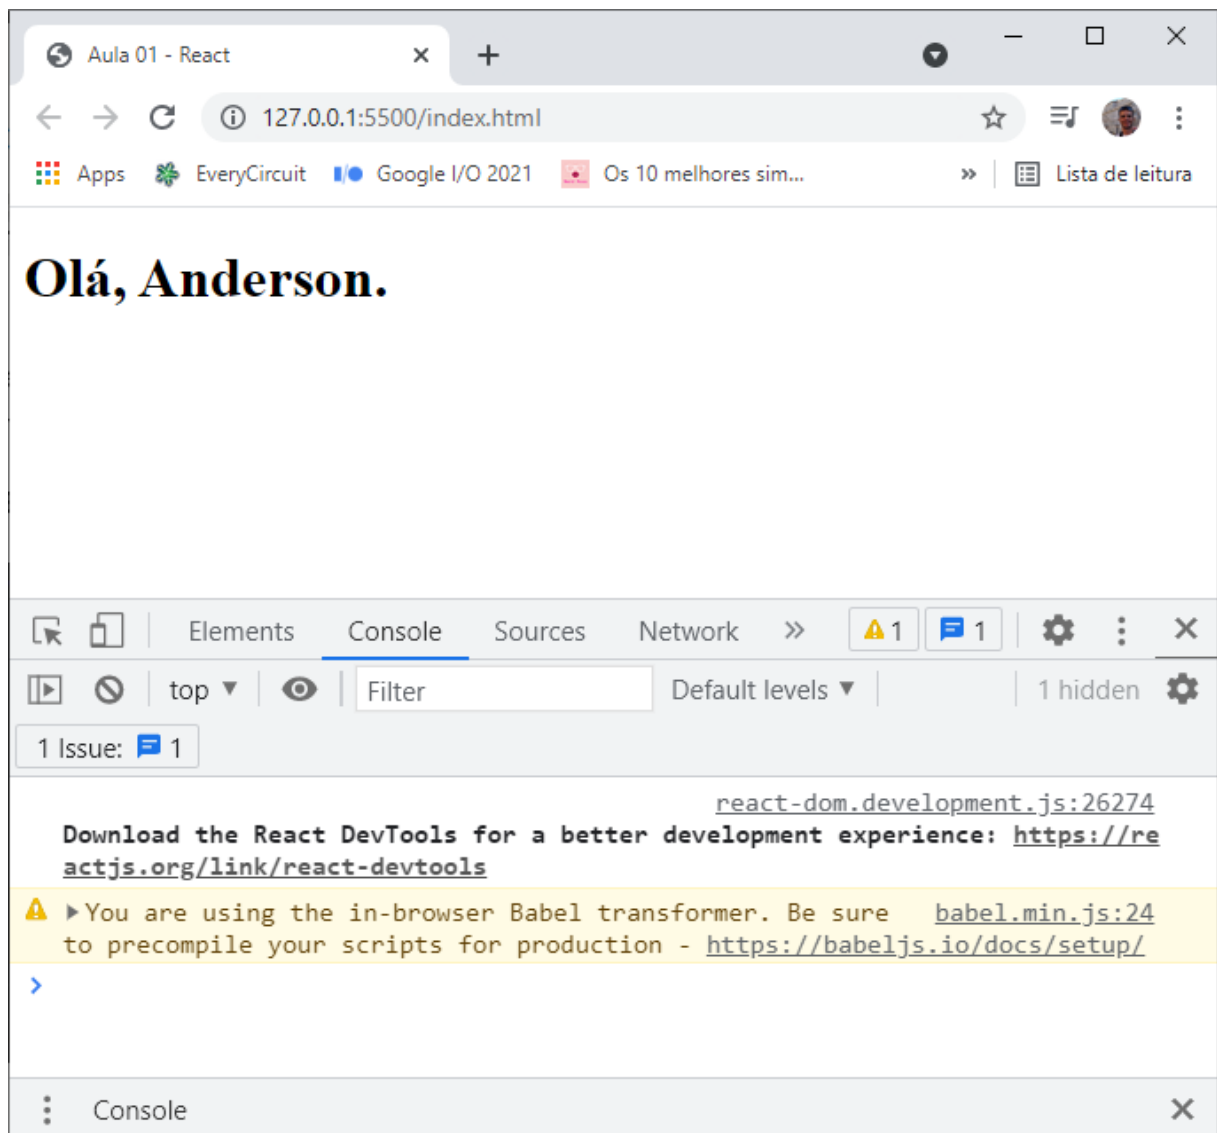 Aula 01 - React
127.0.0.1:5500/index.html
Apps EveryCircuit Google I/O 2021 Os 10 melhores sim... » Lista de leitura
Olá, Anderson.
Elements Console Sources Network » 1 1
top Filter Default levels 1 hidden
1 Issue: 1
react-dom.development.js:26274
Download the React DevTools for a better development experience: https://re
actjs.org/link/react-devtools
You are using the in-browser Babel transformer. Be sure babel.min.js:24
to precompile your scripts for production - https://babeljs.io/docs/setup/
Console